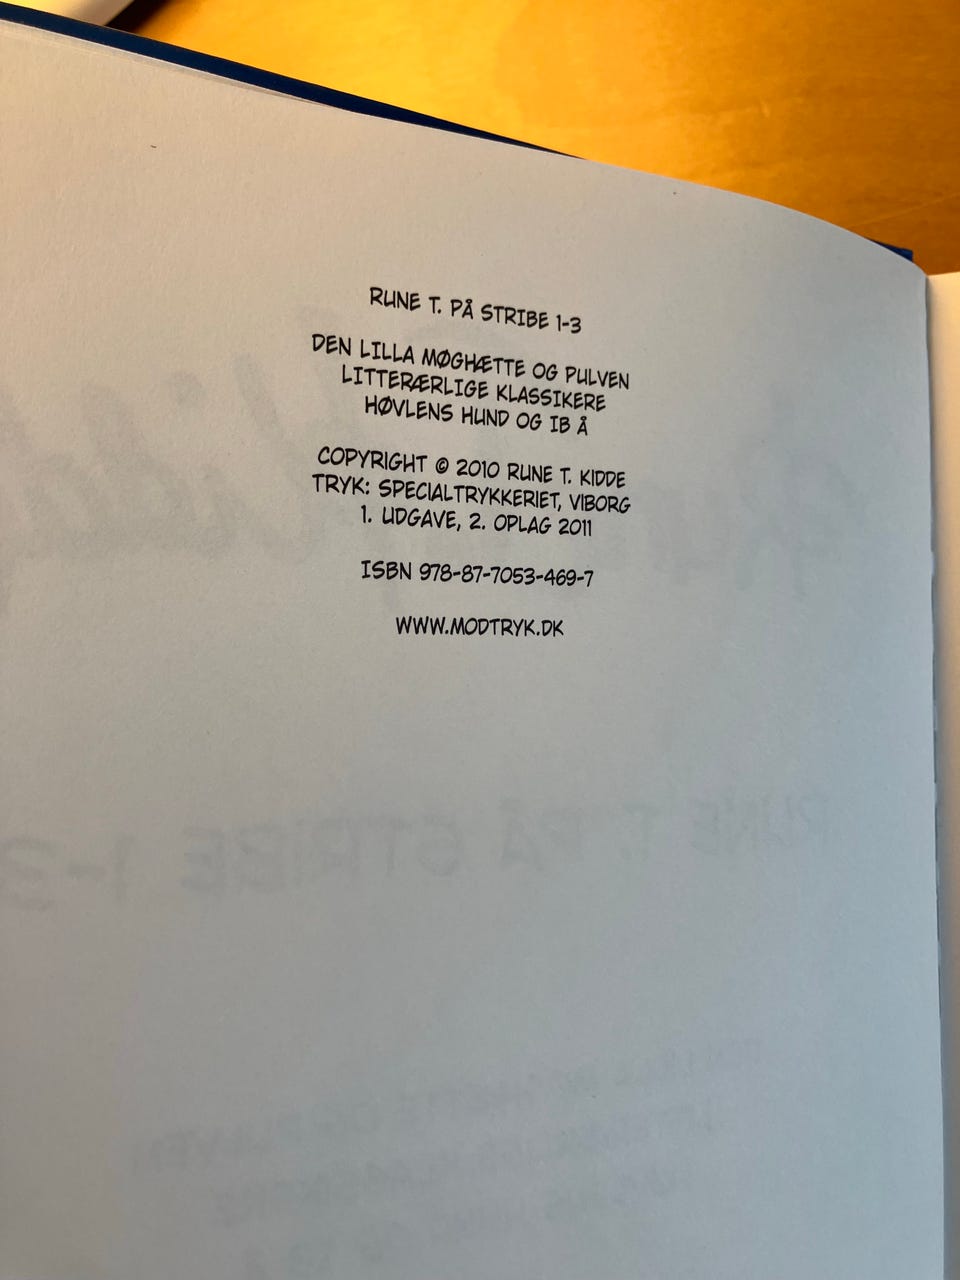 RUNE T. PÅ STRIBE 1-3
DEN LILLA MØGHÆTTE OG PULVEN
LITTERÆRLIGE KLASSIKERE
HØVLENS HUND OG IB Å
COPYRIGHT © 2010 RUNE T. KIDDE
TRYK: SPECIALTRYKKERIET, VIBORG
1. UDGAVE, 2. OPLAG 2011
ISBN 978-87-7053-469-7
WWW.MODTRYK.DK